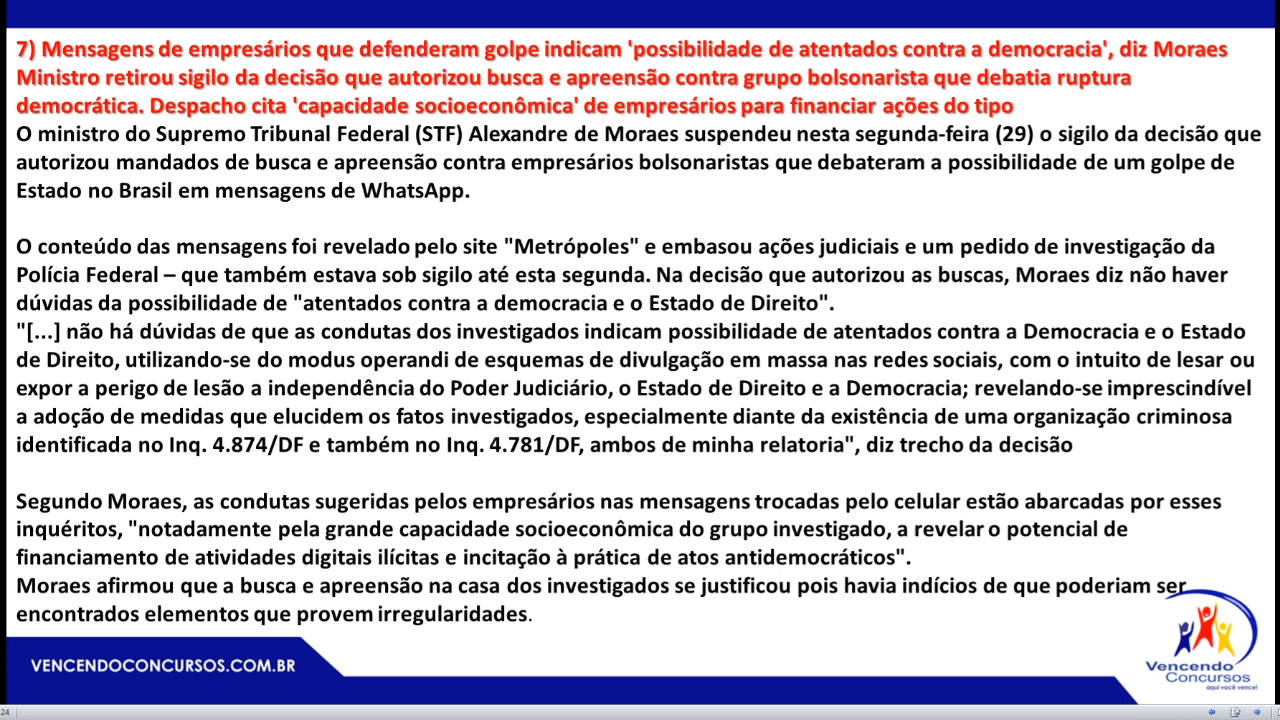 7) Mensagens de empresários que defenderam golpe indicam 'possibilidade de atentados contra a democracia', diz Moraes
Ministro retirou sigilo da decisão que autorizou busca e apreensão contra grupo bolsonarista que debatia ruptura
democrática. Despacho cita 'capacidade socioeconômica' de empresários para financiar ações do tipo
O ministro do Supremo Tribunal Federal (STF) Alexandre de Moraes suspendeu nesta segunda-feira (29) o sigilo da decisão que
autorizou mandados de busca e apreensão contra empresários bolsonaristas que debateram a possibilidade de um golpe de
Estado no Brasil em mensagens de WhatsApp.
O conteúdo das mensagens foi revelado pelo site "Metrópoles" e embasou ações judiciais e um pedido de investigação da
Polícia Federal – que também estava sob sigilo até esta segunda. Na decisão que autorizou as buscas, Moraes diz não haver
dúvidas da possibilidade de "atentados contra a democracia e o Estado de Direito".
"[...] não há dúvidas de que as condutas dos investigados indicam possibilidade de atentados contra a Democracia e o Estado
de Direito, utilizando-se do modus operandi de esquemas de divulgação em massa nas redes sociais, com o intuito de lesar ou
expor a perigo de lesão a independência do Poder Judiciário, o Estado de Direito e a Democracia; revelando-se imprescindível
a adoção de medidas que elucidem os fatos investigados, especialmente diante da existência de uma organização criminosa
identificada no Inq. 4.874/DF e também no Inq. 4.781/DF, ambos de minha relatoria", diz trecho da decisão
Segundo Moraes, as condutas sugeridas pelos empresários nas mensagens trocadas pelo celular estão abarcadas por esses
inquéritos, "notadamente pela grande capacidade socioeconômica do grupo investigado, a revelar o potencial de
financiamento de atividades digitais ilícitas e incitação à prática de atos antidemocráticos".
Moraes afirmou que a busca e apreensão na casa dos investigados se justificou pois havia indícios de que poderiam ser
encontrados elementos que provem irregularidades.
VENCENDOCONCURSOS.COM.BR
Vencendo
Concursos
aqui você vence!
24